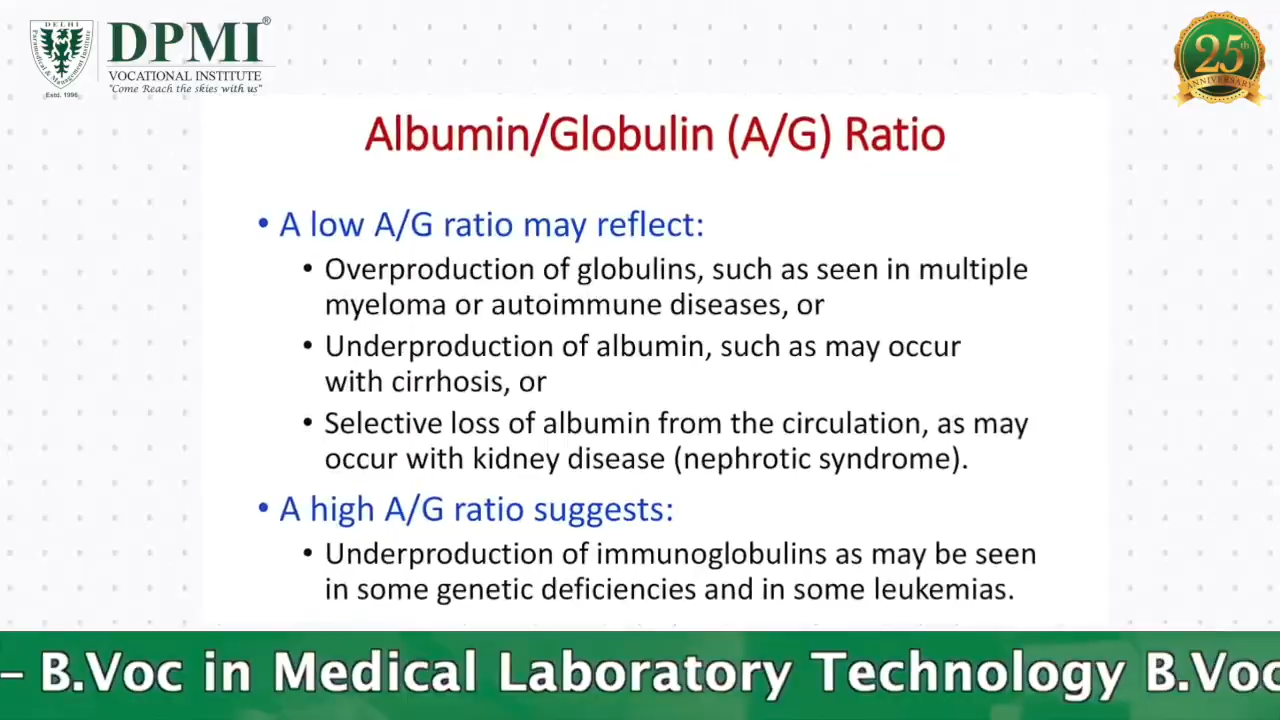 DELHI
Paramedical & Management Institute
Estd. 1996
DPMI®
VOCATIONAL INSTITUTE
"Come Reach the skies with us"
25th
ANNIVERSARY
Albumin/Globulin (A/G) Ratio
• A low A/G ratio may reflect:
• Overproduction of globulins, such as seen in multiple
myeloma or autoimmune diseases, or
• Underproduction of albumin, such as may occur
with cirrhosis, or
• Selective loss of albumin from the circulation, as may
occur with kidney disease (nephrotic syndrome).
• A high A/G ratio suggests:
• Underproduction of immunoglobulins as may be seen
in some genetic deficiencies and in some leukemias.
– B.Voc in Medical Laboratory Technology B.Voc